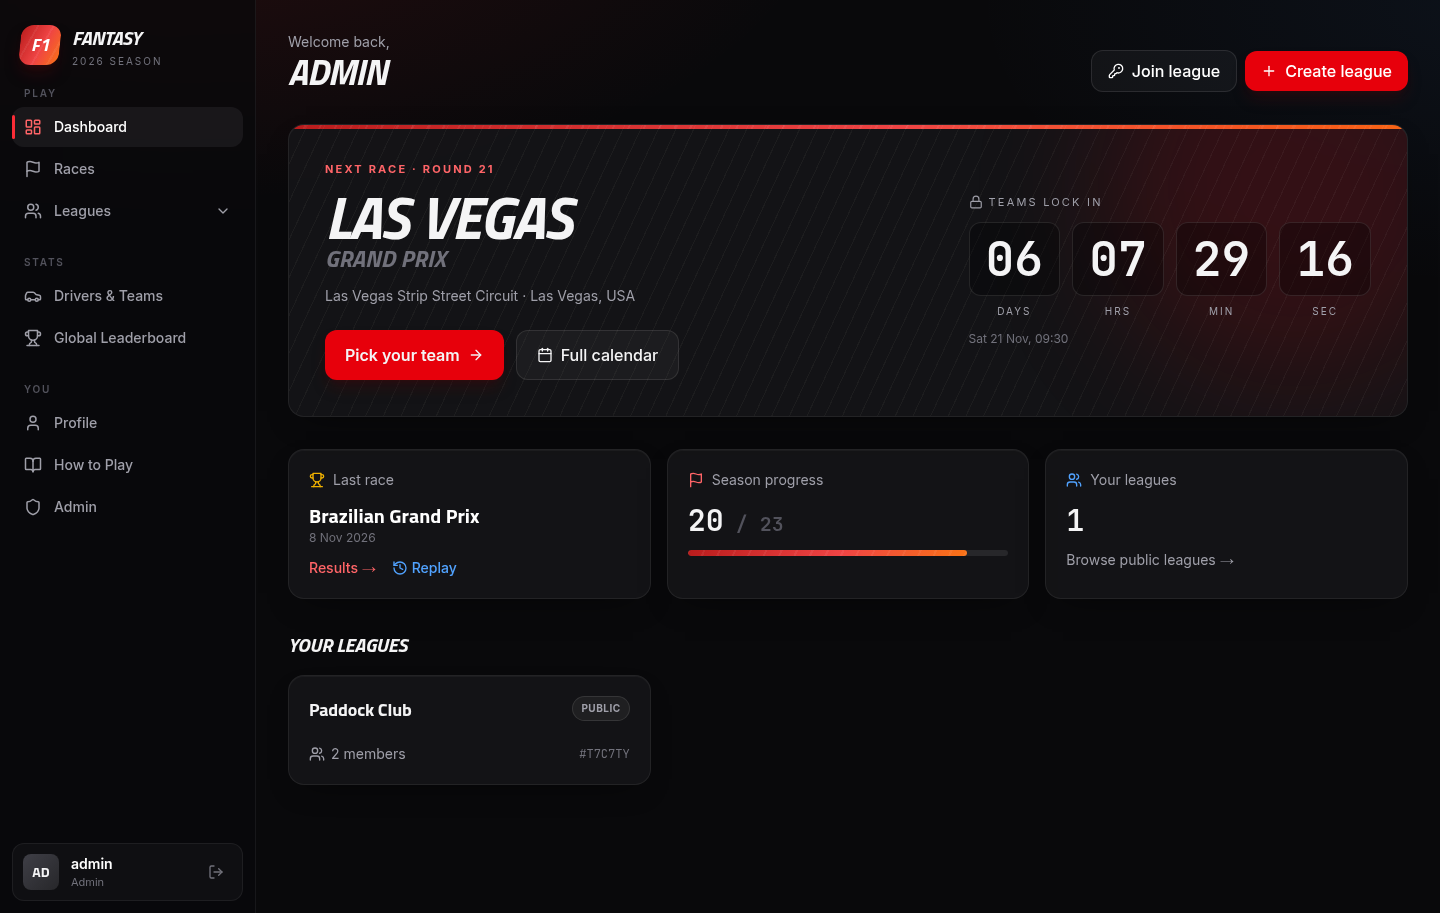 F1
FANTASY
2026 SEASON
PLAY
Dashboard
Races
Leagues
STATS
Drivers & Teams
Global Leaderboard
YOU
Profile
How to Play
Admin
AD
admin
Admin
Welcome back,
ADMIN
Join league
Create league
NEXT RACE · ROUND 21
LAS VEGAS
GRAND PRIX
Las Vegas Strip Street Circuit · Las Vegas, USA
Pick your team →
Full calendar
TEAMS LOCK IN
06 07 29 16
DAYS HRS MIN SEC
Sat 21 Nov, 09:30
Last race
Brazilian Grand Prix
8 Nov 2026
Results → Replay
Season progress
20 / 23
Your leagues
1
Browse public leagues →
YOUR LEAGUES
Paddock Club PUBLIC
2 members #T7C7TY